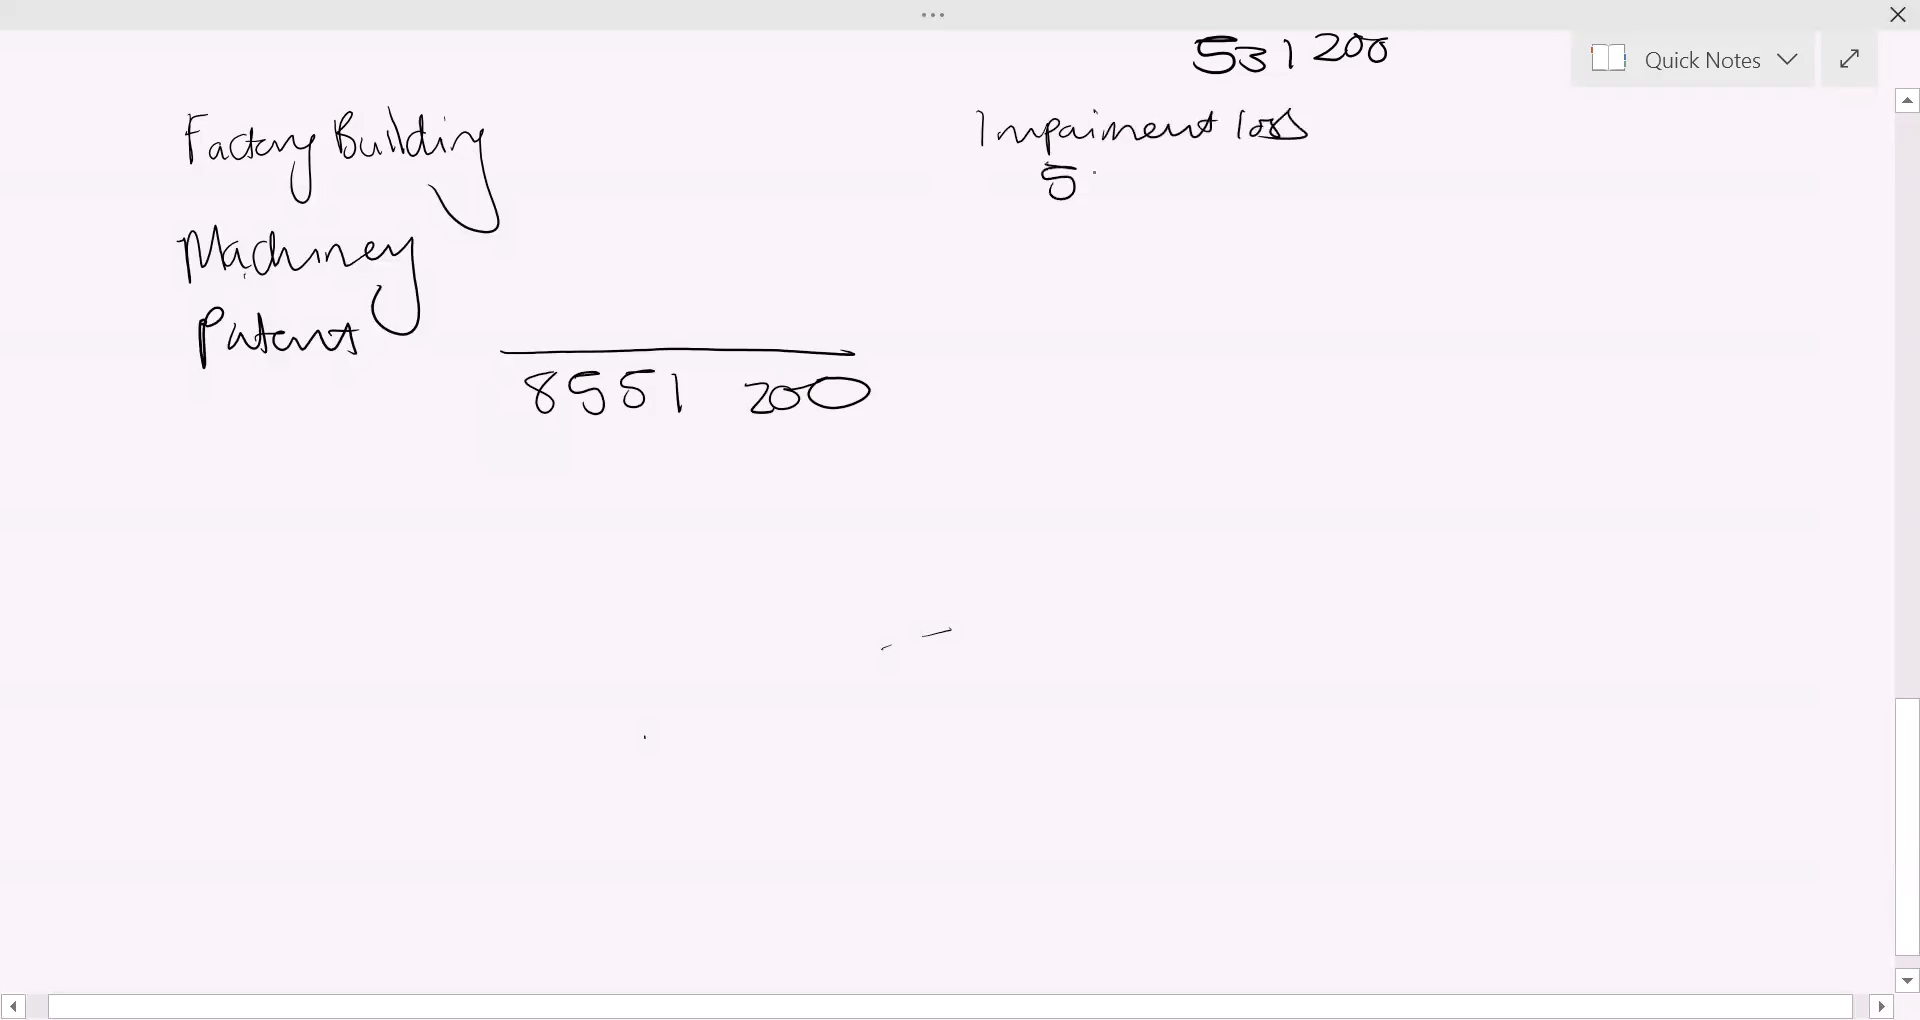 531 200
Quick Notes
Factory Building
Impairment loss
5
Machinery
Patent
8551 200